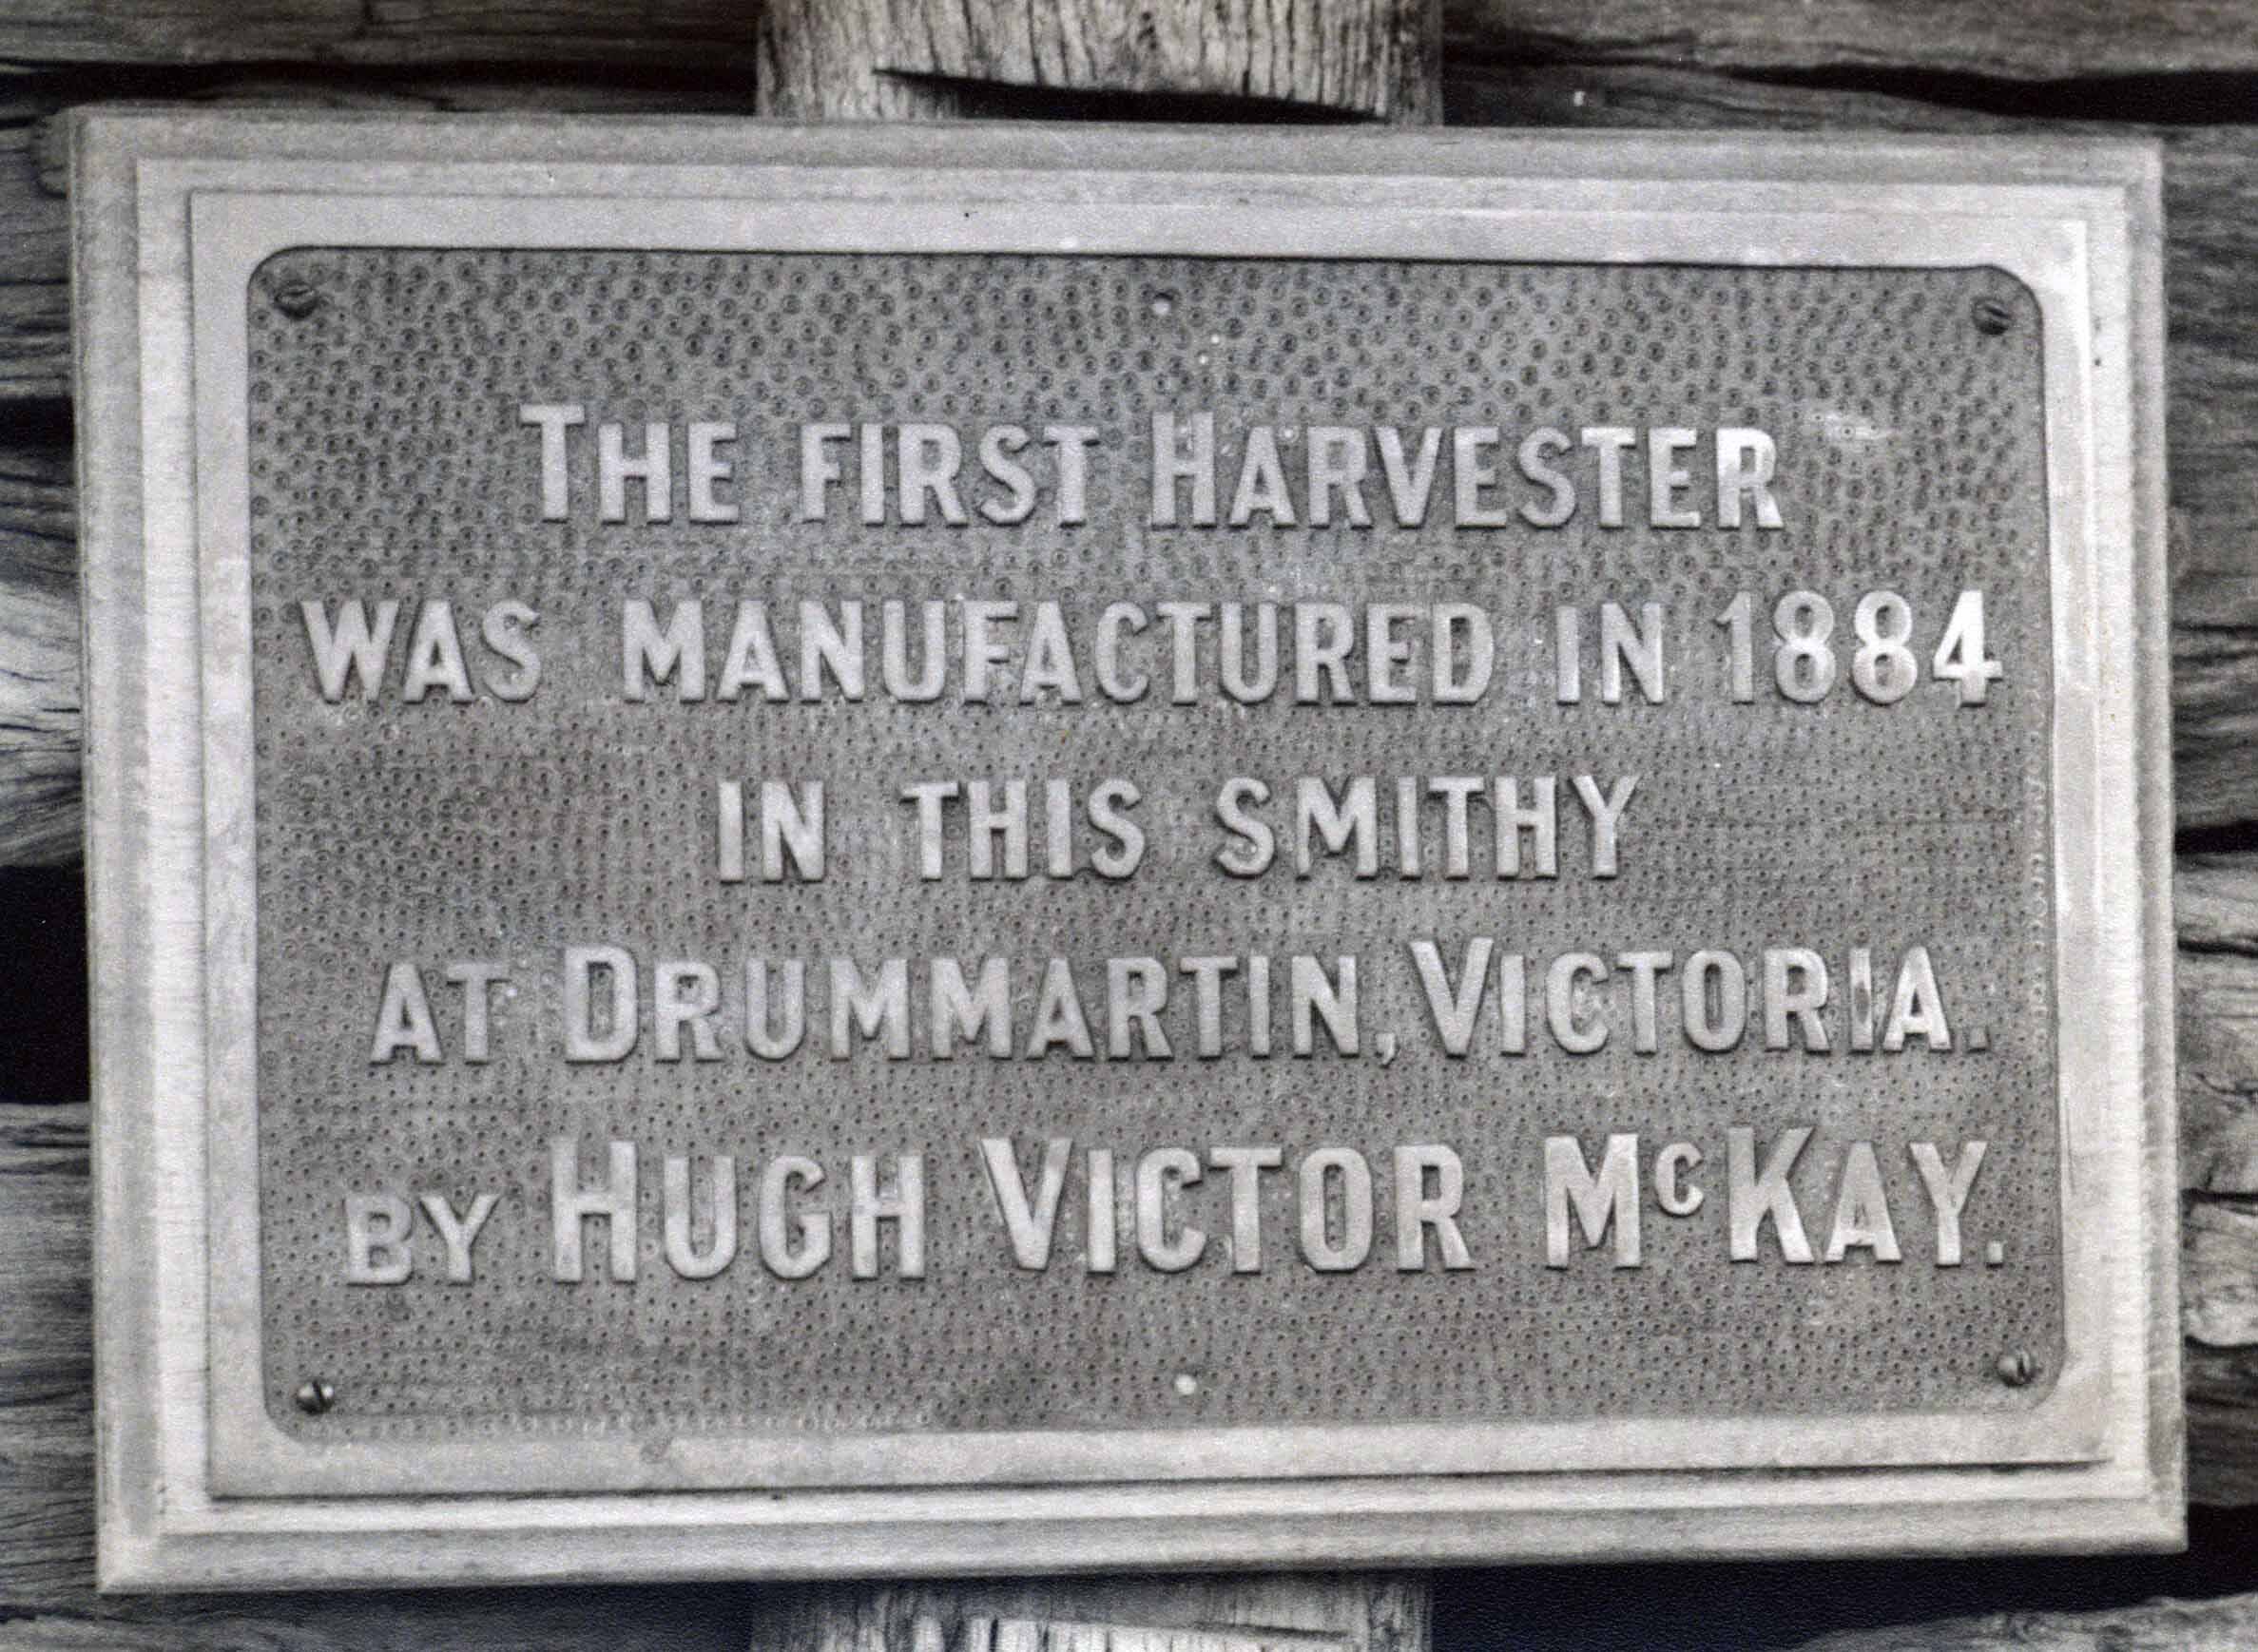 THE FIRST HARVESTER
WAS MANUFACTURED IN 1884
IN THIS SMITHY
AT DRUMMARTIN, VICTORIA.
BY HUGH VICTOR McKAY.